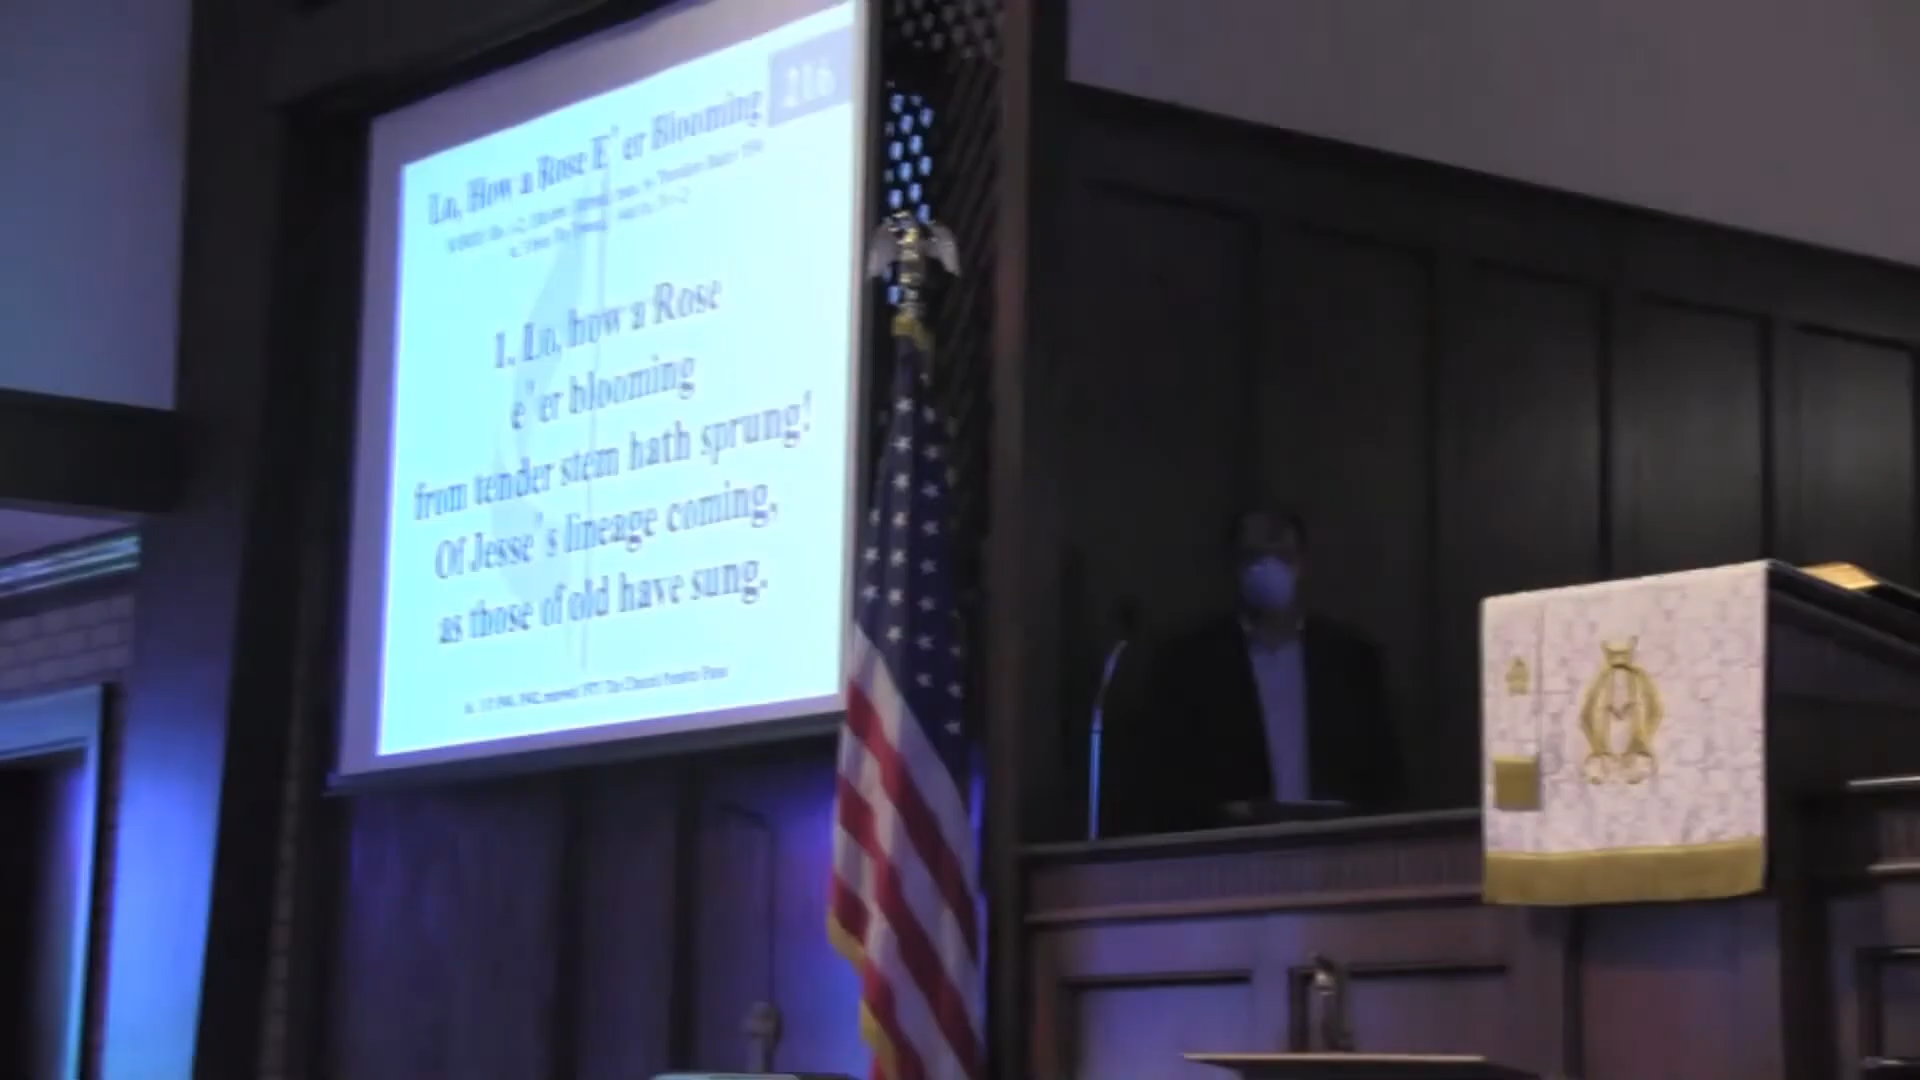 216
Lo, How a Rose E'er Blooming
1. Lo, how a Rose
e'er blooming
from tender stem hath sprung!
Of Jesse's lineage coming,
as those of old have sung.